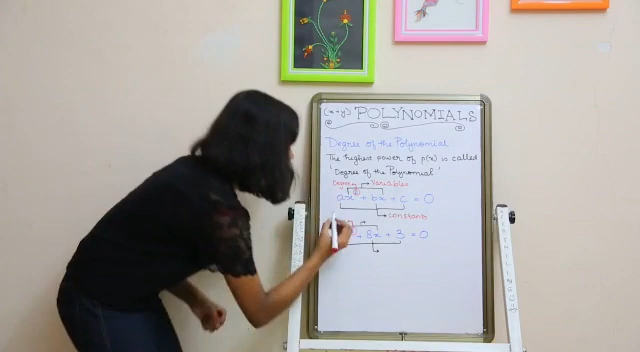 (x+y) POLYNOMIALS
Degree of the Polynomial
The highest power of p(x) is called
'Degree of the Polynomial'
Degree → Variables
ax² + bx + c = 0
→ constants
+ 8x + 3 = 0